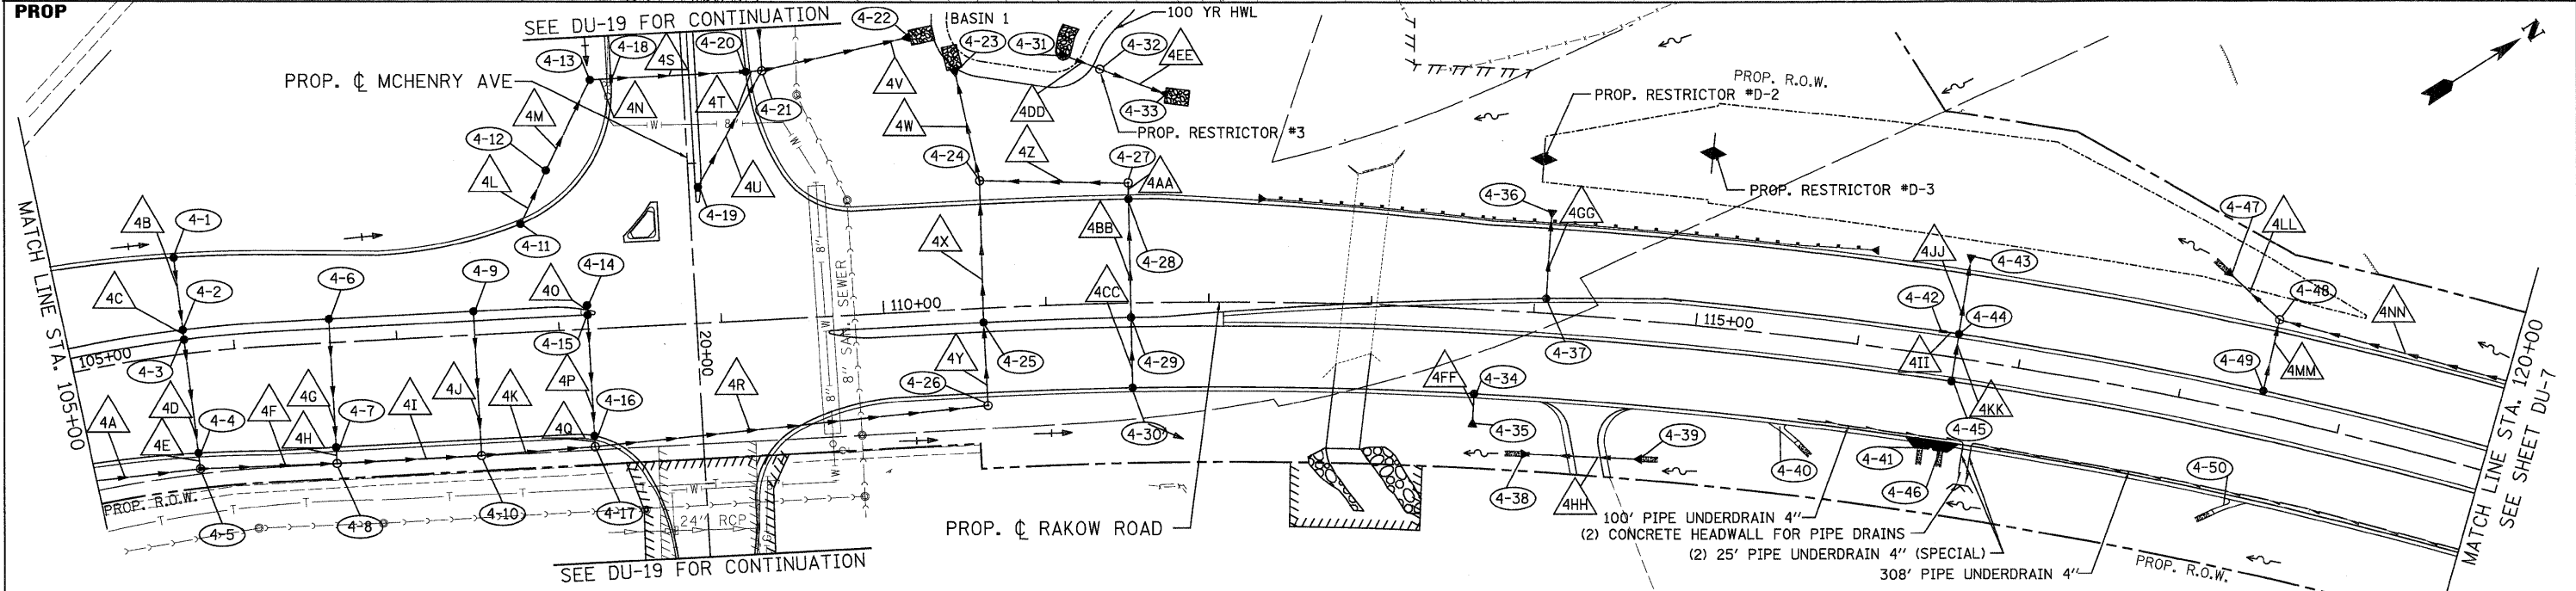 PROP
SEE DU-19 FOR CONTINUATION
4-22
BASIN 1
100 YR HWL
4-13
4-18
4S
4-20
4-23
4-31
4-32
4EE
N
PROP. ℄ MCHENRY AVE
4M
4N
4T
4-21
4V
4W
4DD
4-33
PROP. RESTRICTOR #3
PROP. R.O.W.
PROP. RESTRICTOR #D-2
W
8"
4-12
4L
4U
4-24
4Z
4-27
4AA
PROP. RESTRICTOR #D-3
4-19
4B
4-1
4-11
4X
4BB
4-28
4-36
4GG
4-47
4LL
MATCH LINE STA. 105+00
4C
4-2
4-6
4-9
4O
4-14
8"
W
8"
8" SAN. SEWER
110+00
4CC
4JJ
4-43
4-42
4-44
4-48
4NN
105+00
4-3
4-15
20+00
4Y
4-25
4-29
4-37
115+00
4II
4-49
4MM
4A
4D
4E
4-4
4F
4G
4H
4-7
4I
4J
4K
4P
4Q
4-16
4R
4-26
4-30
4FF
4-34
4-35
4KK
4-45
PROP. R.O.W.
T
T
T
W
4-5
4-8
4-10
4-17
24" RCP
4-38
4-39
4HH
4-40
4-41
4-46
4-50
PROP. ℄ RAKOW ROAD
100' PIPE UNDERDRAIN 4"
(2) CONCRETE HEADWALL FOR PIPE DRAINS
(2) 25' PIPE UNDERDRAIN 4" (SPECIAL)
308' PIPE UNDERDRAIN 4"
PROP. R.O.W.
SEE DU-19 FOR CONTINUATION
MATCH LINE STA. 120+00
SEE SHEET DU-7